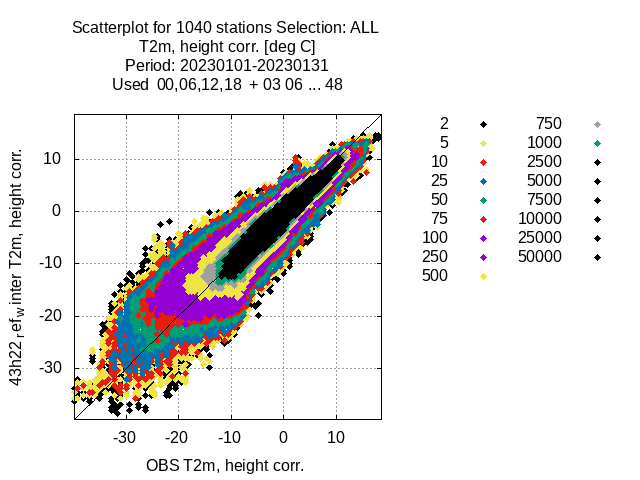 Scatterplot for 1040 stations Selection: ALL
T2m, height corr. [deg C]
Period: 20230101-20230131
Used 00,06,12,18 + 03 06 ... 48
43h22_ref_winter T2m, height corr.
10
0
-10
-20
-30
-30 -20 -10 0 10
OBS T2m, height corr.
2 750
5 1000
10 2500
25 5000
50 7500
75 10000
100 25000
250 50000
500